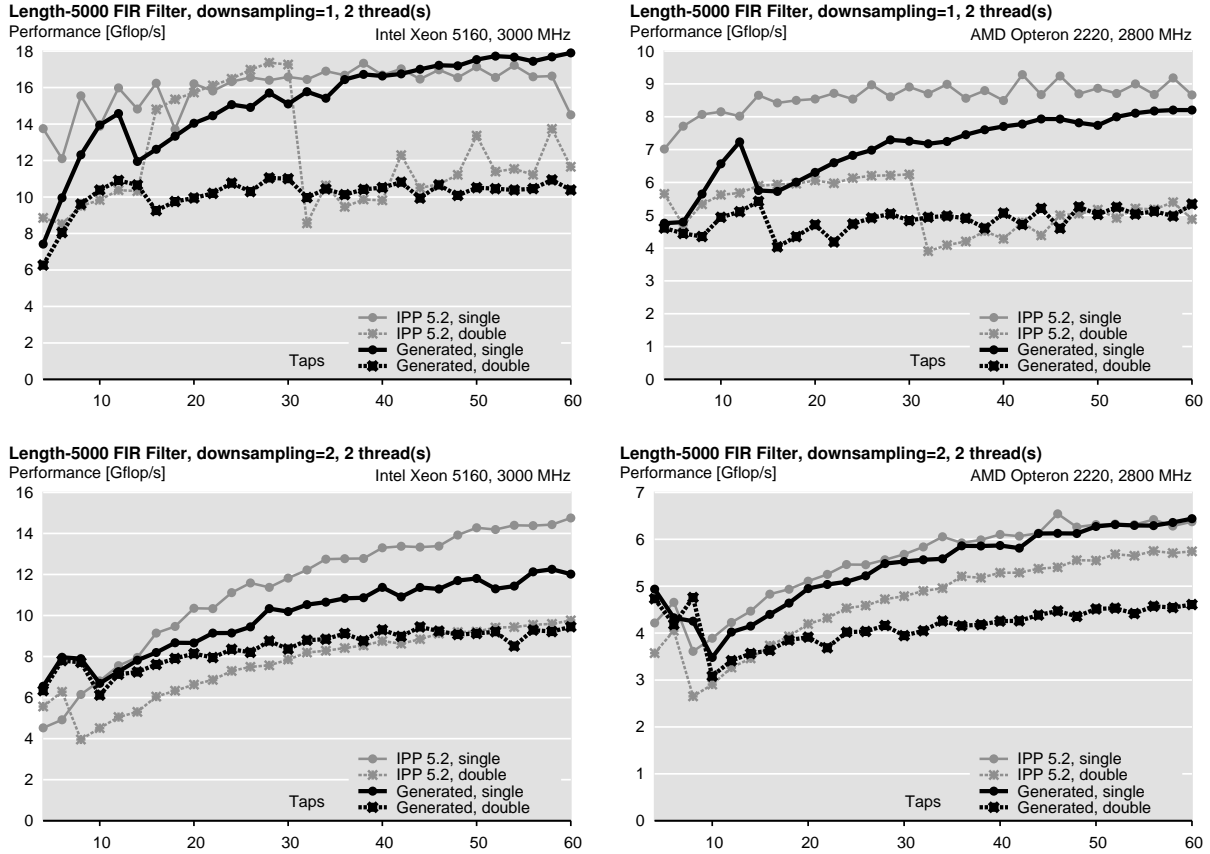 Length-5000 FIR Filter, downsampling=1, 2 thread(s)
Performance [Gflop/s]
Intel Xeon 5160, 3000 MHz
18
16
14
12
10
8
6
4
2
0
IPP 5.2, single
IPP 5.2, double
Generated, single
Generated, double
Taps
10
20
30
40
50
60
Length-5000 FIR Filter, downsampling=1, 2 thread(s)
Performance [Gflop/s]
AMD Opteron 2220, 2800 MHz
10
9
8
7
6
5
4
3
2
1
0
IPP 5.2, single
IPP 5.2, double
Generated, single
Generated, double
Taps
10
20
30
40
50
60
Length-5000 FIR Filter, downsampling=2, 2 thread(s)
Performance [Gflop/s]
Intel Xeon 5160, 3000 MHz
16
14
12
10
8
6
4
2
0
IPP 5.2, single
IPP 5.2, double
Generated, single
Generated, double
Taps
10
20
30
40
50
60
Length-5000 FIR Filter, downsampling=2, 2 thread(s)
Performance [Gflop/s]
AMD Opteron 2220, 2800 MHz
7
6
5
4
3
2
1
0
IPP 5.2, single
IPP 5.2, double
Generated, single
Generated, double
Taps
10
20
30
40
50
60